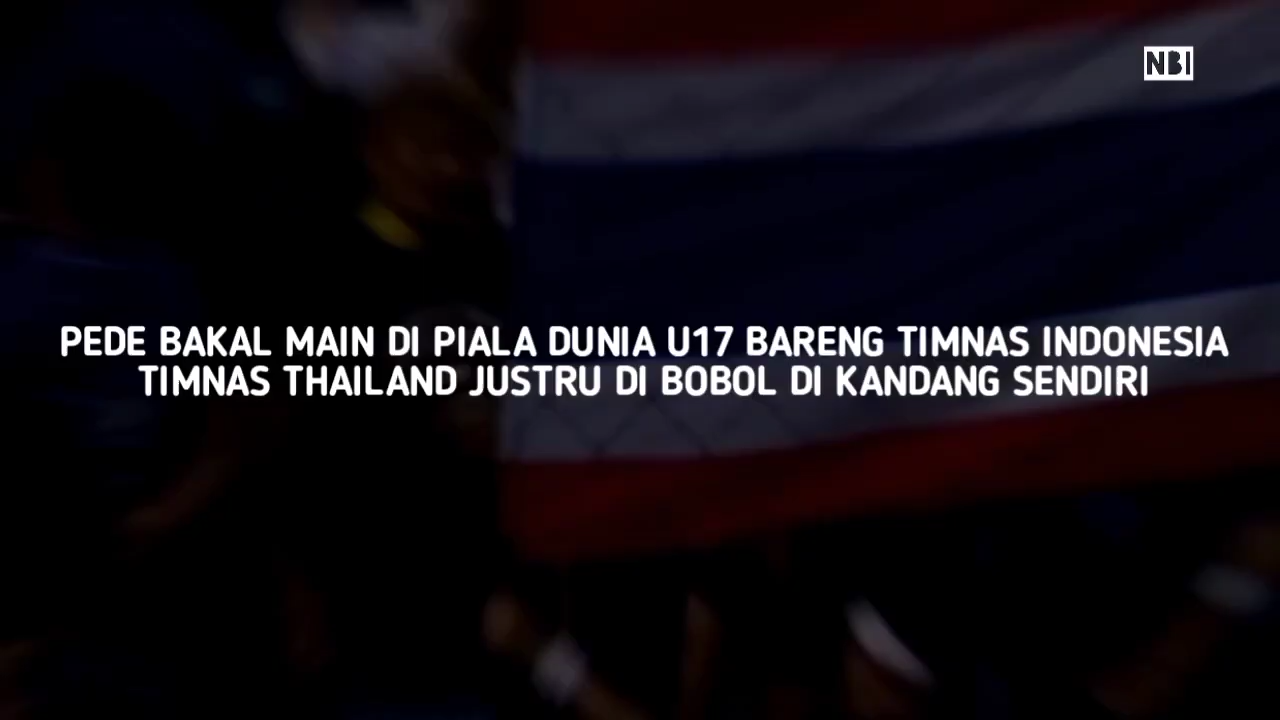 NBI
PEDE BAKAL MAIN DI PIALA DUNIA U17 BARENG TIMNAS INDONESIA
TIMNAS THAILAND JUSTRU DI BOBOL DI KANDANG SENDIRI